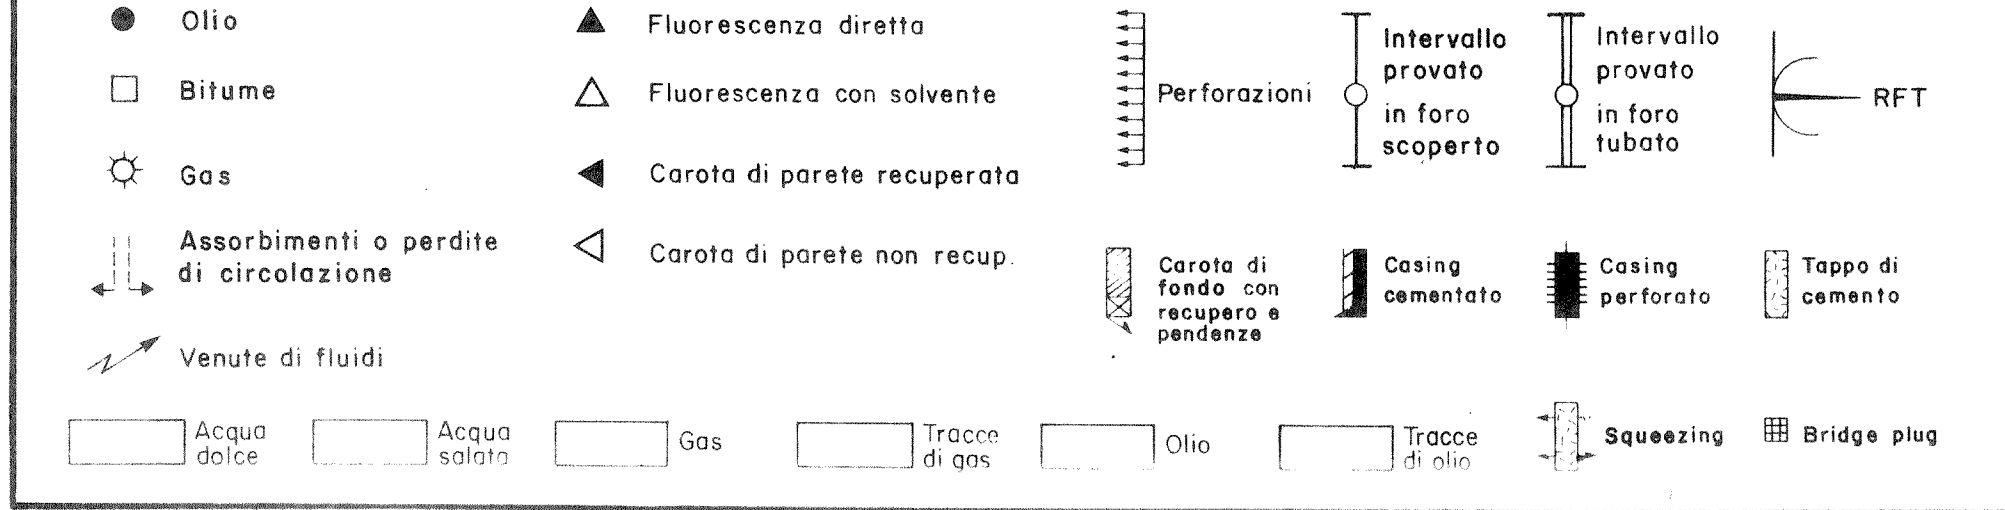 Olio
Bitume
Gas
Assorbimenti o perdite
di circolazione
Venute di fluidi
Fluorescenza diretta
Fluorescenza con solvente
Carota di parete recuperata
Carota di parete non recup.
Perforazioni
Intervallo
provato
in foro
scoperto
Intervallo
provato
in foro
tubato
RFT
Carota di
fondo con
recupero e
pendenze
Casing
cementato
Casing
perforato
Tappo di
cemento
Acqua
dolce
Acqua
salata
Gas
Tracce
di gas
Olio
Tracce
di olio
Squeezing
Bridge plug